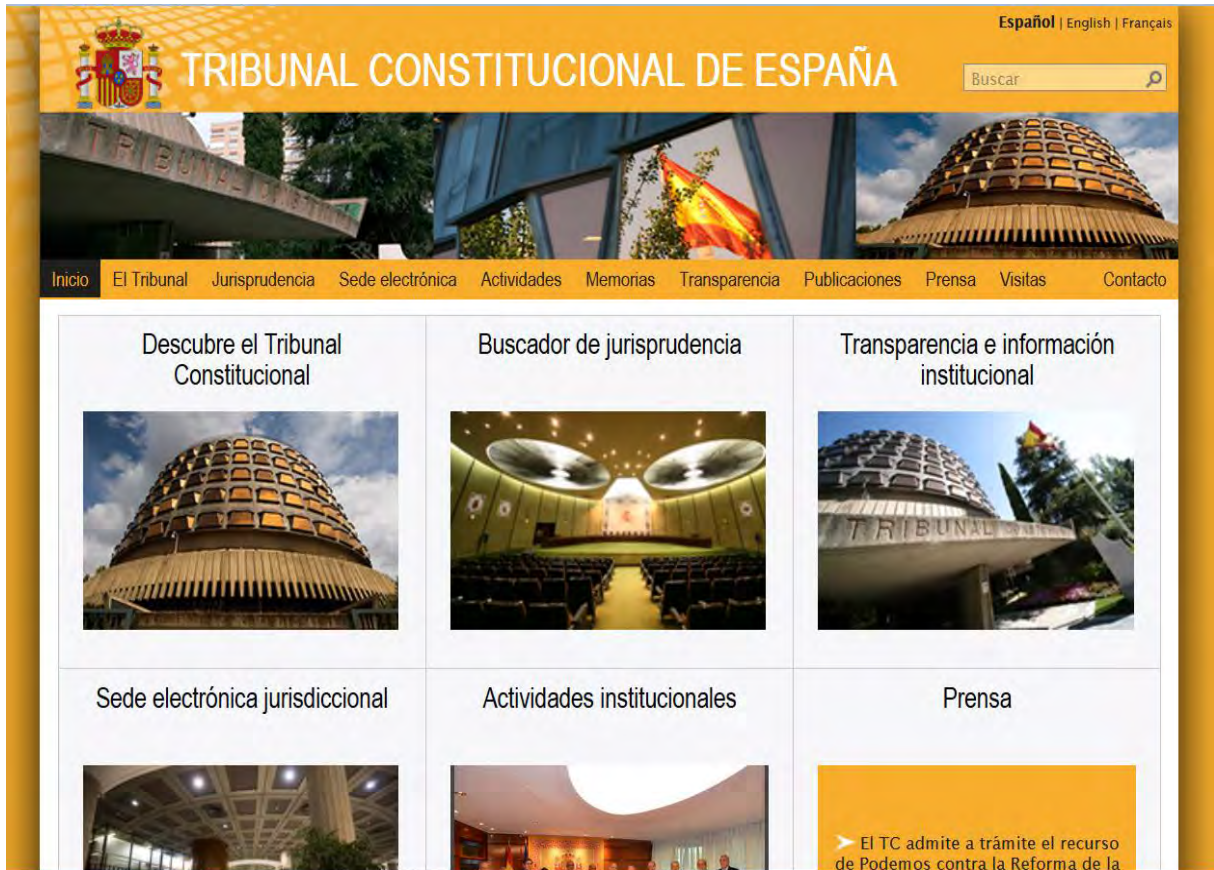 Español | English | Français
TRIBUNAL CONSTITUCIONAL DE ESPAÑA
Buscar
TRIBUNAL
Inicio El Tribunal Jurisprudencia Sede electrónica Actividades Memorias Transparencia Publicaciones Prensa Visitas Contacto
Descubre el Tribunal
Constitucional
Buscador de jurisprudencia
Transparencia e información
institucional
TRIBUNAL
Sede electrónica jurisdiccional
Actividades institucionales
Prensa
El TC admite a trámite el recurso
de Podemos contra la Reforma de la